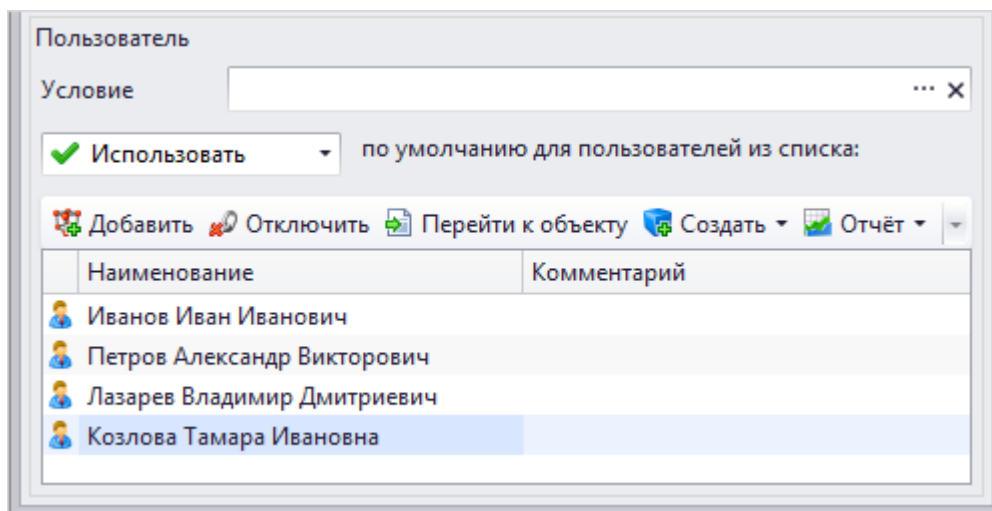 Пользователь
Условие
Использовать по умолчанию для пользователей из списка:
Добавить Отключить Перейти к объекту Создать Отчёт
Наименование Комментарий
Иванов Иван Иванович
Петров Александр Викторович
Лазарев Владимир Дмитриевич
Козлова Тамара Ивановна